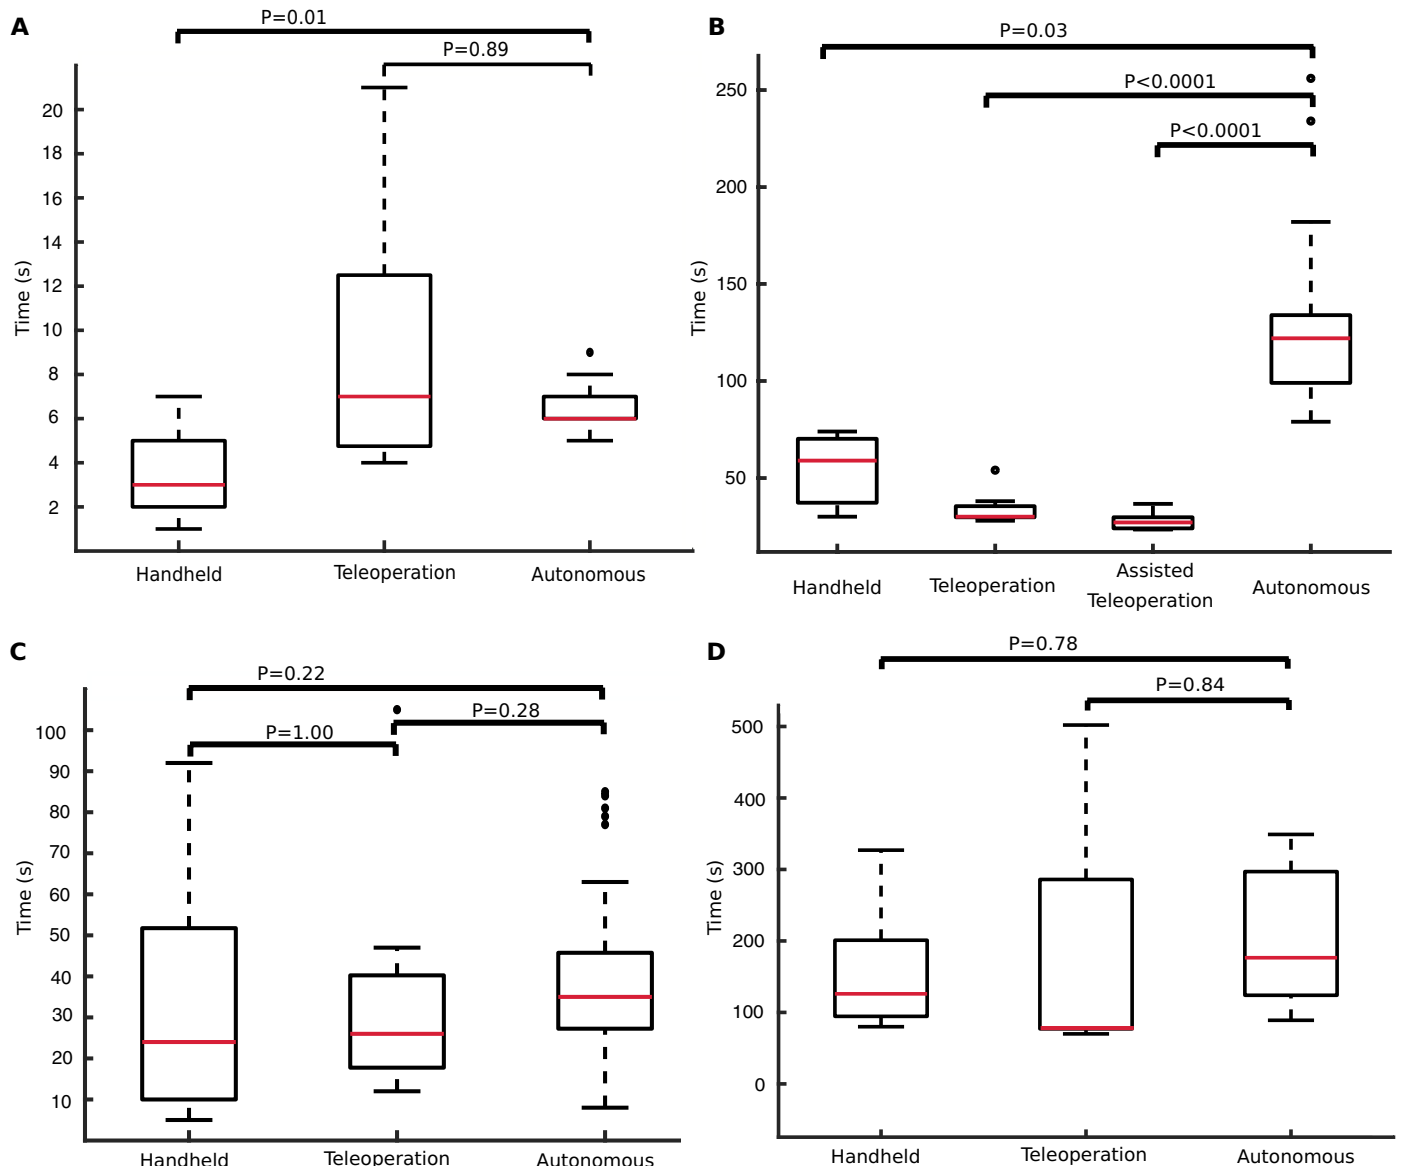 A
P=0.01
P=0.89
Time (s)
20
18
16
14
12
10
8
6
4
2
Handheld
Teleoperation
Autonomous
B
P=0.03
P<0.0001
P<0.0001
Time (s)
250
200
150
100
50
Handheld
Teleoperation
Assisted
Teleoperation
Autonomous
C
P=0.22
P=0.28
P=1.00
Time (s)
100
90
80
70
60
50
40
30
20
10
Handheld
Teleoperation
Autonomous
D
P=0.78
P=0.84
Time (s)
500
400
300
200
100
0
Handheld
Teleoperation
Autonomous